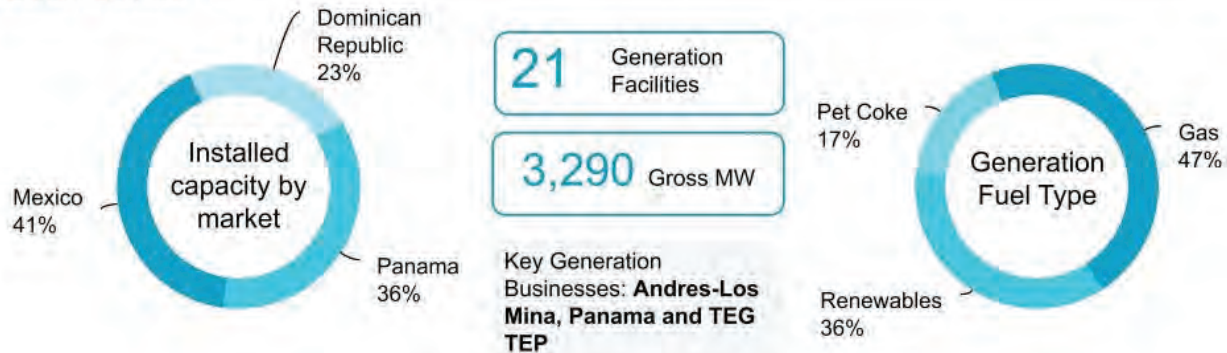 Dominican
Republic
23%
Installed
capacity by
market
Mexico
41%
Panama
36%
21
Generation
Facilities
3,290 Gross MW
Key Generation
Businesses: Andres-Los
Mina, Panama and TEG
TEP
Pet Coke
17%
Generation
Fuel Type
Gas
47%
Renewables
36%